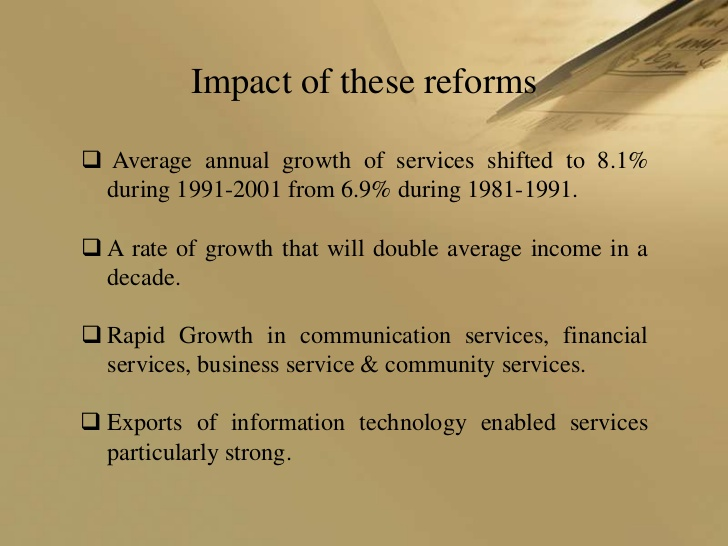 Impact of these reforms
❑ Average annual growth of services shifted to 8.1%
during 1991-2001 from 6.9% during 1981-1991.
❑ A rate of growth that will double average income in a
decade.
❑ Rapid Growth in communication services, financial
services, business service & community services.
❑ Exports of information technology enabled services
particularly strong.